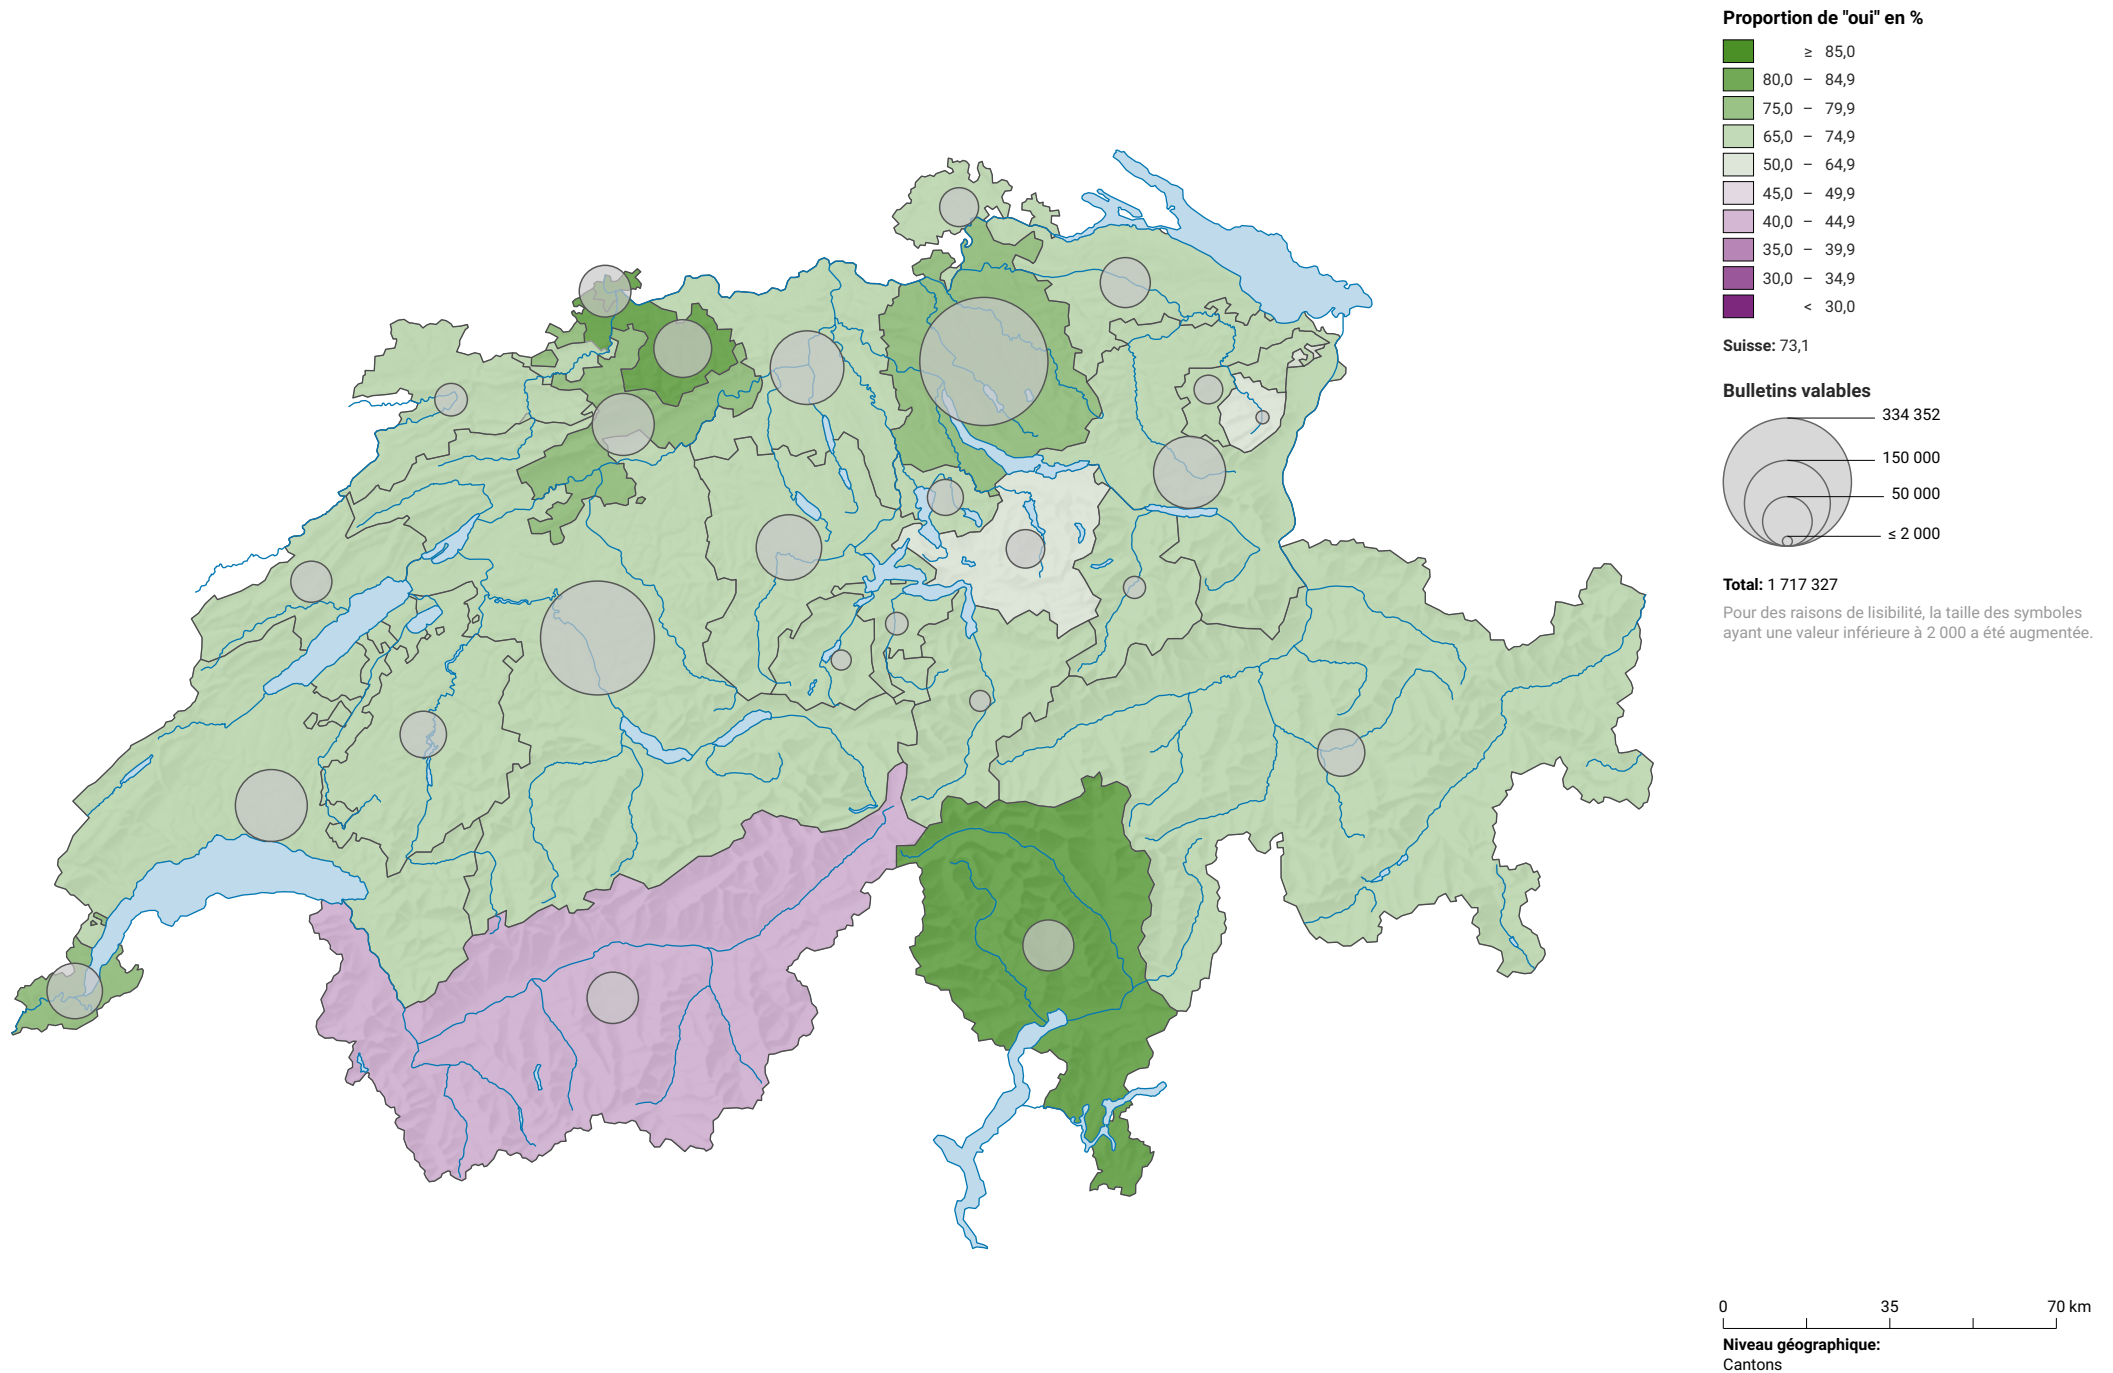 Proportion de "oui" en %
≥ 85,0
80,0 – 84,9
75,0 – 79,9
65,0 – 74,9
50,0 – 64,9
45,0 – 49,9
40,0 – 44,9
35,0 – 39,9
30,0 – 34,9
< 30,0
Suisse: 73,1
Bulletins valables
334 352
150 000
50 000
≤ 2 000
Total: 1 717 327
Pour des raisons de lisibilité, la taille des symboles
ayant une valeur inférieure à 2 000 a été augmentée.
0 35 70 km
Niveau géographique:
Cantons